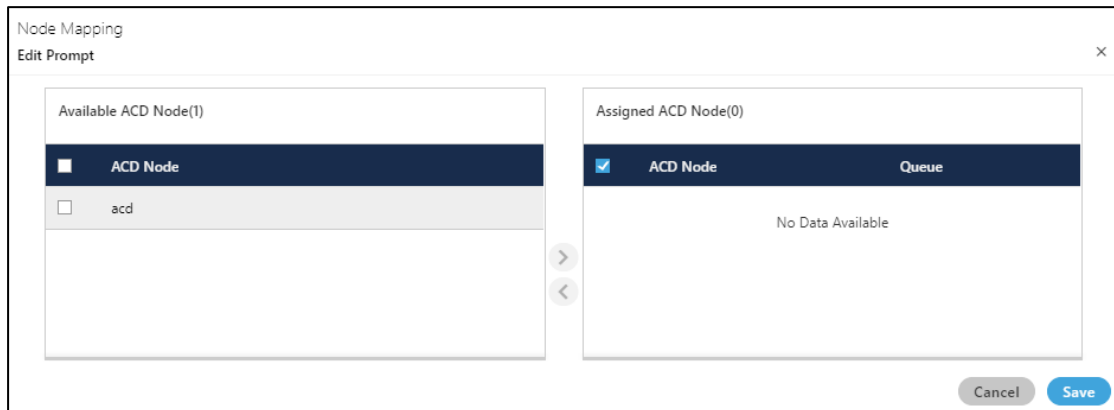 Node Mapping
Edit Prompt
Available ACD Node(1)
ACD Node
acd
Assigned ACD Node(0)
ACD Node Queue
No Data Available
Cancel Save